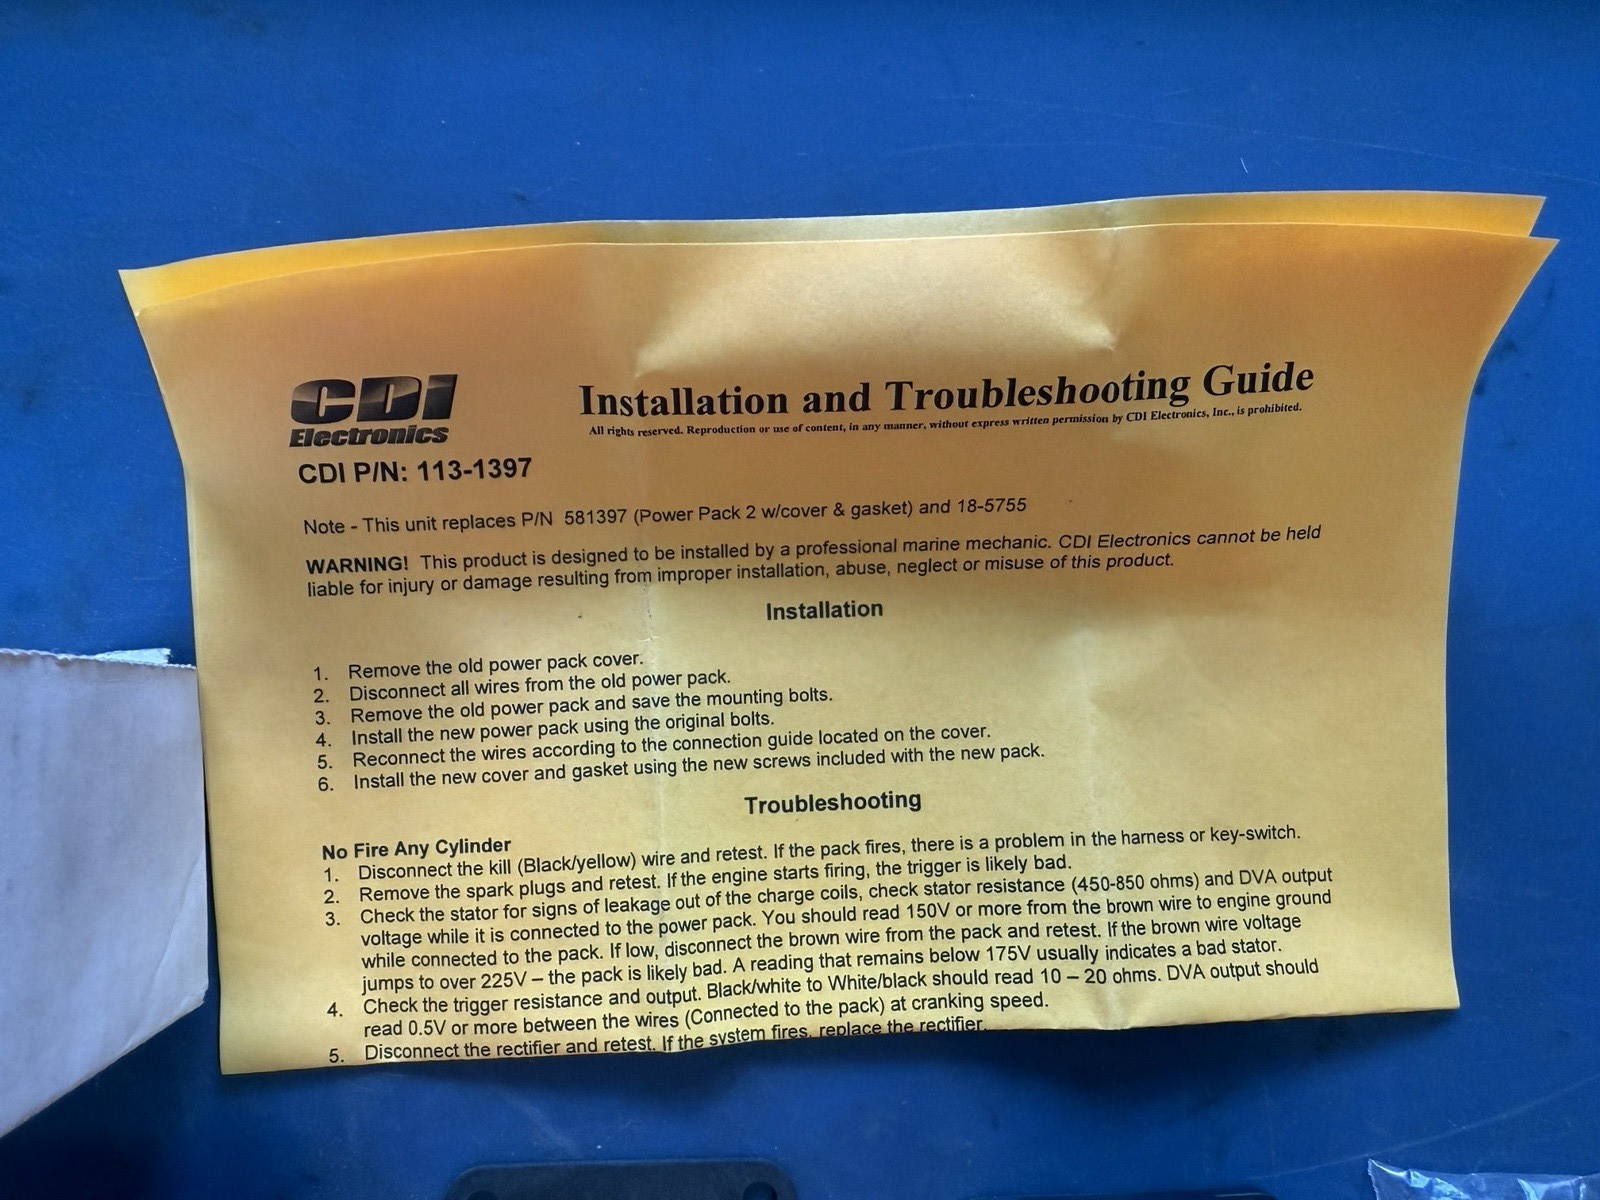 CDI
Electronics
Installation and Troubleshooting Guide
All rights reserved. Reproduction or use of content, in any manner, without express written permission by CDI Electronics, Inc., is prohibited.
CDI P/N: 113-1397
Note - This unit replaces P/N 581397 (Power Pack 2 w/cover & gasket) and 18-5755
WARNING! This product is designed to be installed by a professional marine mechanic. CDI Electronics cannot be held
liable for injury or damage resulting from improper installation, abuse, neglect or misuse of this product.
Installation
1. Remove the old power pack cover.
2. Disconnect all wires from the old power pack.
3. Remove the old power pack and save the mounting bolts.
4. Install the new power pack using the original bolts.
5. Reconnect the wires according to the connection guide located on the cover.
6. Install the new cover and gasket using the new screws included with the new pack.
Troubleshooting
No Fire Any Cylinder
1. Disconnect the kill (Black/yellow) wire and retest. If the pack fires, there is a problem in the harness or key-switch.
2. Remove the spark plugs and retest. If the engine starts firing, the trigger is likely bad.
3. Check the stator for signs of leakage out of the charge coils, check stator resistance (450-850 ohms) and DVA output
voltage while it is connected to the power pack. You should read 150V or more from the brown wire to engine ground
while connected to the pack. If low, disconnect the brown wire from the pack and retest. If the brown wire voltage
jumps to over 225V – the pack is likely bad. A reading that remains below 175V usually indicates a bad stator.
4. Check the trigger resistance and output. Black/white to White/black should read 10 – 20 ohms. DVA output should
read 0.5V or more between the wires (Connected to the pack) at cranking speed.
5. Disconnect the rectifier and retest. If the system fires, replace the rectifier.